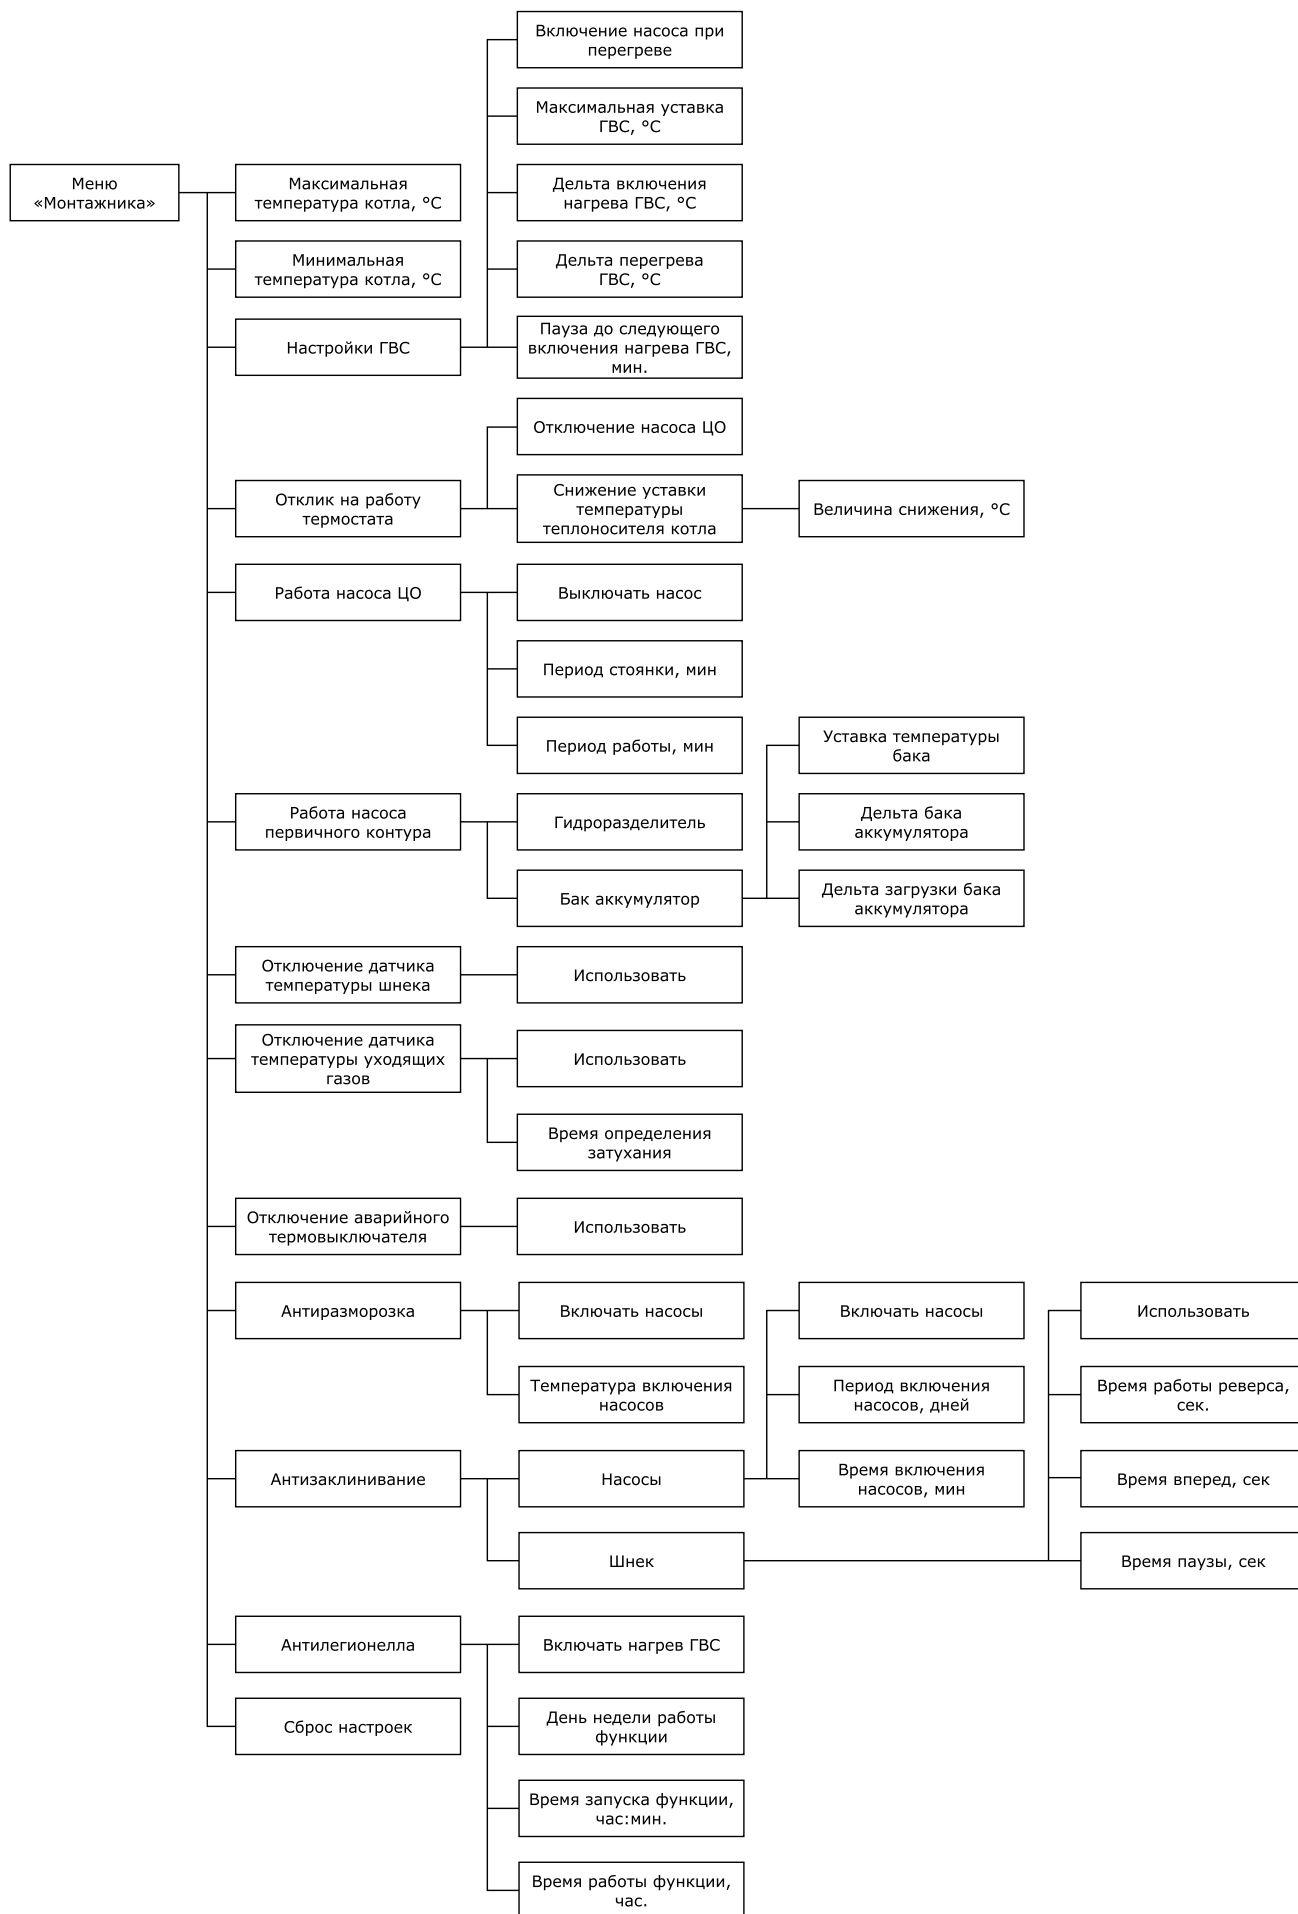 Меню
«Монтажника»
Максимальная
температура котла, °С
Минимальная
температура котла, °С
Настройки ГВС
Включение насоса при
перегреве
Максимальная уставка
ГВС, °С
Дельта включения
нагрева ГВС, °С
Дельта перегрева
ГВС, °С
Пауза до следующего
включения нагрева ГВС,
мин.
Отклик на работу
термостата
Отключение насоса ЦО
Снижение уставки
температуры
теплоносителя котла
Величина снижения, °С
Работа насоса ЦО
Выключать насос
Период стоянки, мин
Период работы, мин
Работа насоса
первичного контура
Гидроразделитель
Бак аккумулятор
Уставка температуры
бака
Дельта бака
аккумулятора
Дельта загрузки бака
аккумулятора
Отключение датчика
температуры шнека
Использовать
Отключение датчика
температуры уходящих
газов
Использовать
Время определения
затухания
Отключение аварийного
термовыключателя
Использовать
Антиразморозка
Включать насосы
Температура включения
насосов
Антизаклинивание
Насосы
Включать насосы
Период включения
насосов, дней
Время включения
насосов, мин
Шнек
Использовать
Время работы реверса,
сек.
Время вперед, сек
Время паузы, сек
Антилегионелла
Включать нагрев ГВС
День недели работы
функции
Время запуска функции,
час:мин.
Время работы функции,
час.
Сброс настроек